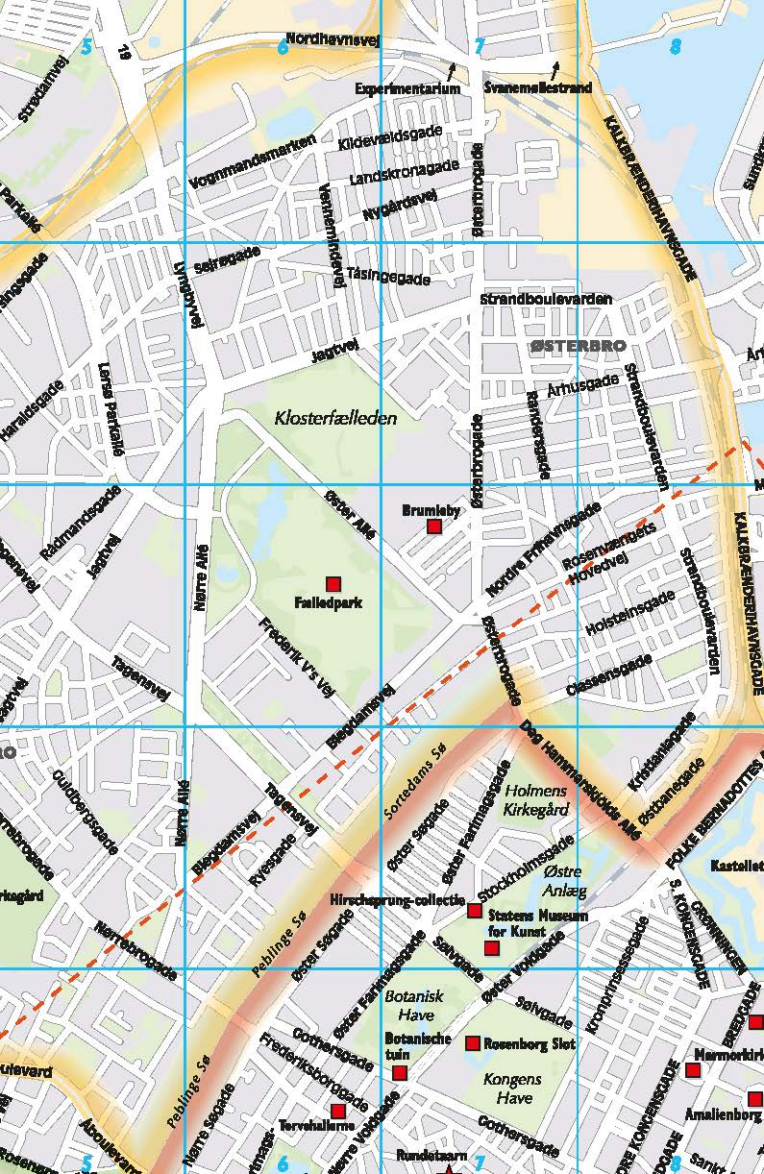 Nordhavnsvej
5
6
7
8
19
Strødamvej
Experimentarium
Svanemøllestrand
Kildevældsgade
Vognmandsmarken
Landskronagade
Nygårdsvej
Vennemindevej
Østerbrogade
KALKBRÆNDERIHAVNSGADE
Parkallé
Sejrøgade
Tåsingegade
Lyngbyvej
Strandboulevarden
ØSTERBRO
Jagtvej
Haraldsgade
Lersø Parkallé
Århusgade
Randersgade
Strandboulevarden
Klosterfælleden
Østerbrogade
Øster Allé
Brumleby
Rådmandsgade
Jagtvej
Nordre Frihavnsgade
Rosenvængets
Hovedvej
KALKBRÆNDERIHAVNSGADE
Nørre Allé
Fælledpark
Holsteinsgade
Strandboulevarden
Frederik V's Vej
Østerbrogade
Classensgade
Tagensvej
Blegdamsvej
Sortedams Sø
Dag Hammerskjölds Allé
Kristianiagade
Østbanegade
FOLKE BERNADOTTES
Guldbergsgade
Nørre Allé
Tagensvej
Blegdamsvej
Ryesgade
Øster Søgade
Øster Farimagsgade
Holmens
Kirkegård
Stockholmsgade
Østre
Anlæg
Kastellet
Hirschsprung-collectie
Statens Museum
for Kunst
S. KONGENSGADE
GRØNNINGEN
Nørrebrogade
Peblinge Sø
Øster Søgade
Øster Farimagsgade
Sølvgade
Øster Voldgade
Sølvgade
Kronprinsessegade
Botanisk
Have
BREDGADE
Gothersgade
Frederiksborggade
Botanische
tuin
Rosenborg Slot
Kongens
Have
Marmorkirk
Amalienborg
Peblinge Sø
Nørre Søgade
Torvehallerne
Nørre Voldgade
Gothersgade
Rundetaarn
Aboulevard
5
6
7
8